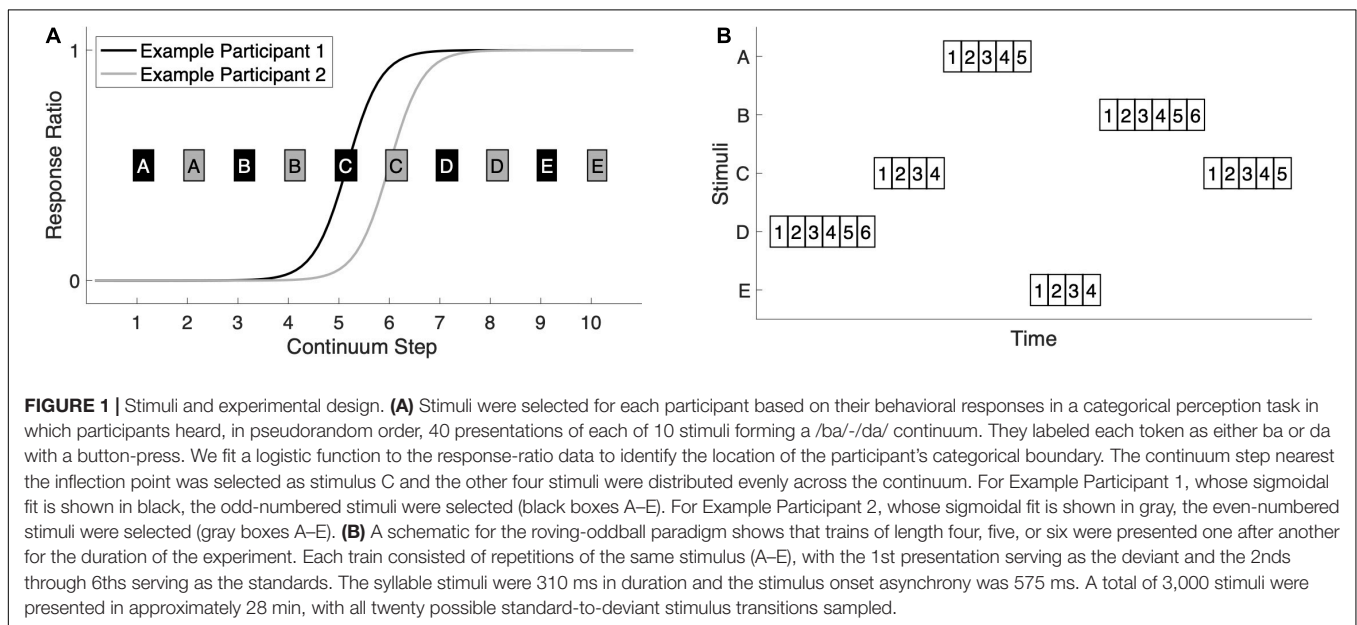 A
1
Example Participant 1
Example Participant 2
Response Ratio
A A B B C C D D E E
0
1 2 3 4 5 6 7 8 9 10
Continuum Step
B
A
1 2 3 4 5
B
1 2 3 4 5 6
Stimuli
C
1 2 3 4
1 2 3 4 5
D
1 2 3 4 5 6
E
1 2 3 4
Time
FIGURE 1 | Stimuli and experimental design. (A) Stimuli were selected for each participant based on their behavioral responses in a categorical perception task in
which participants heard, in pseudorandom order, 40 presentations of each of 10 stimuli forming a /ba/-/da/ continuum. They labeled each token as either ba or da
with a button-press. We fit a logistic function to the response-ratio data to identify the location of the participant's categorical boundary. The continuum step nearest
the inflection point was selected as stimulus C and the other four stimuli were distributed evenly across the continuum. For Example Participant 1, whose sigmoidal
fit is shown in black, the odd-numbered stimuli were selected (black boxes A–E). For Example Participant 2, whose sigmoidal fit is shown in gray, the even-numbered
stimuli were selected (gray boxes A–E). (B) A schematic for the roving-oddball paradigm shows that trains of length four, five, or six were presented one after another
for the duration of the experiment. Each train consisted of repetitions of the same stimulus (A–E), with the 1st presentation serving as the deviant and the 2nds
through 6ths serving as the standards. The syllable stimuli were 310 ms in duration and the stimulus onset asynchrony was 575 ms. A total of 3,000 stimuli were
presented in approximately 28 min, with all twenty possible standard-to-deviant stimulus transitions sampled.